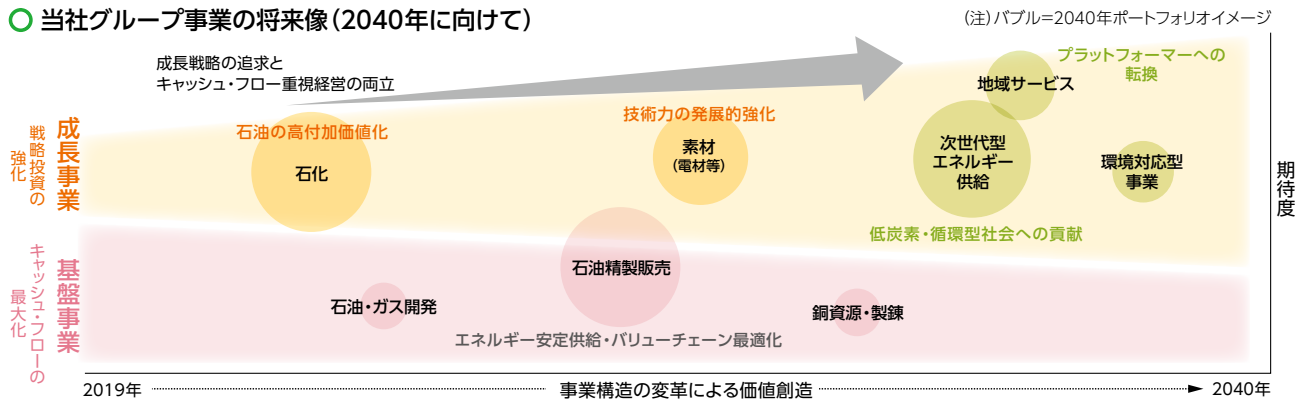 当社グループ事業の将来像(2040年に向けて)
(注)バブル=2040年ポートフォリオイメージ
成長戦略の追求と
キャッシュ・フロー重視経営の両立
プラットフォーマーへの
転換
地域サービス
石油の高付加価値化
石化
技術力の発展的強化
素材
(電材等)
次世代型
エネルギー
供給
環境対応型
事業
低炭素・循環型社会への貢献
成長事業
戦略投資の
強化
期待度
石油精製販売
石油・ガス開発
銅資源・製錬
エネルギー安定供給・バリューチェーン最適化
基盤事業
キャッシュ・フローの
最大化
2019年
事業構造の変革による価値創造
2040年